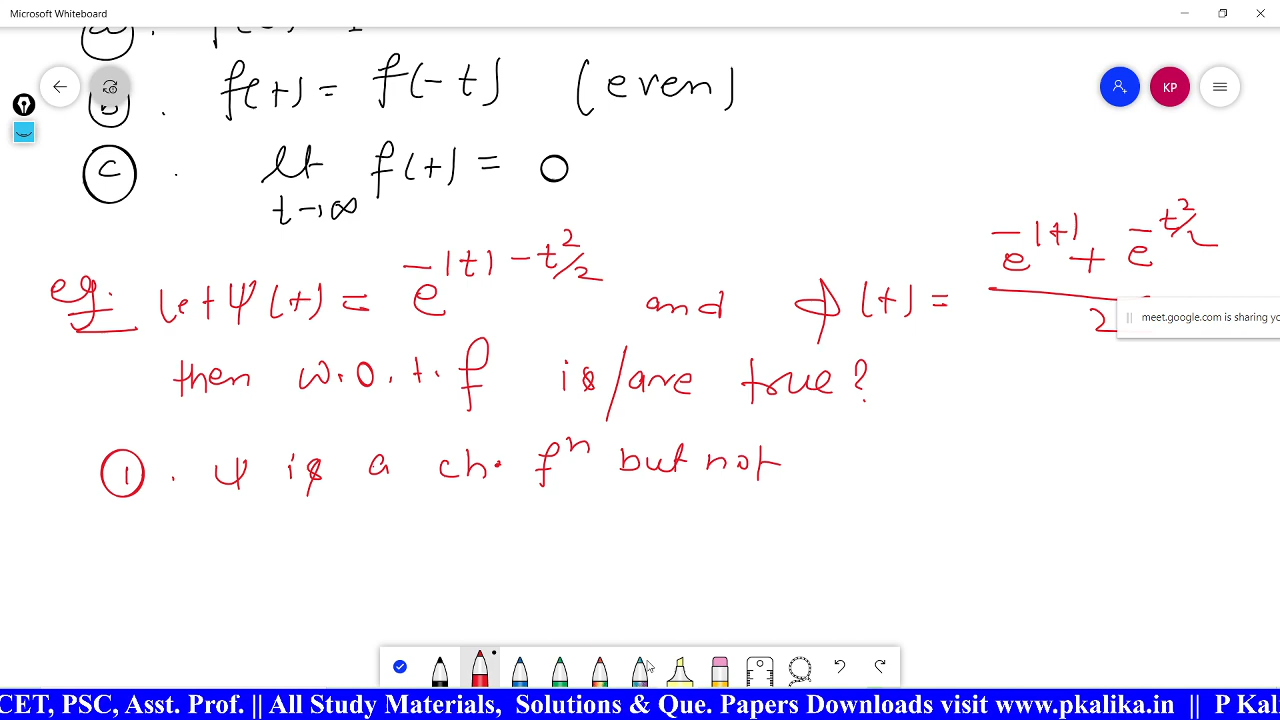 Microsoft Whiteboard
B. f(t) = f(-t) (even)
KP
C. lt f(t) = 0
t→∞
eg. let ψ(t) = e^{-|t| - t²/2} and φ(t) = (e^{-|t|} + e^{-t²/2})/2
meet.google.com is sharing yo
then w.o.t.f is/are true?
1. ψ is a ch. fⁿ but not
CET, PSC, Asst. Prof. || All Study Materials, Solutions & Que. Papers Downloads visit www.pkalika.in || P Kal